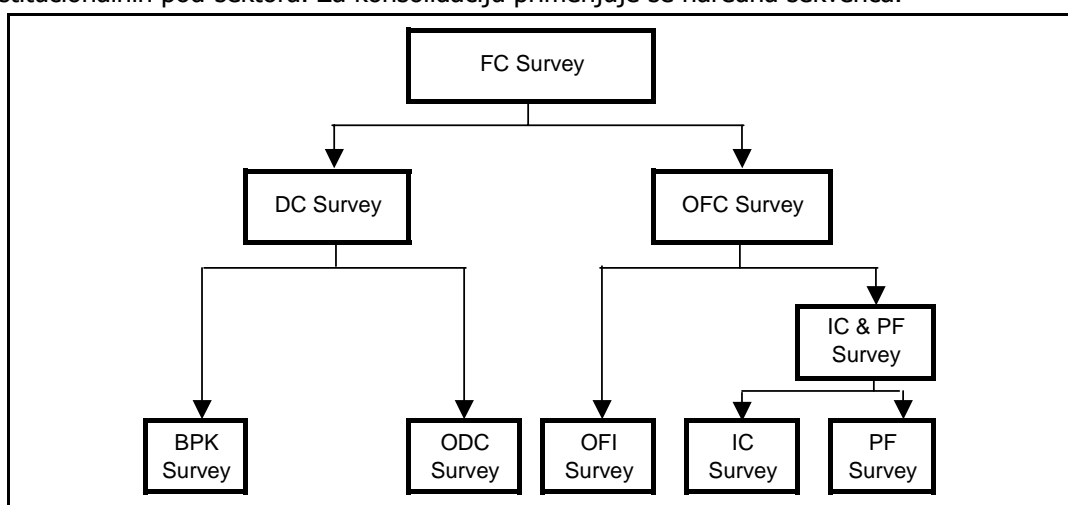 institucionalnih pod sektora. Za konsolidaciju primenjuje se naredna sekvenca:
FC Survey
DC Survey
OFC Survey
IC & PF
Survey
BPK
Survey
ODC
Survey
OFI
Survey
IC
Survey
PF
Survey